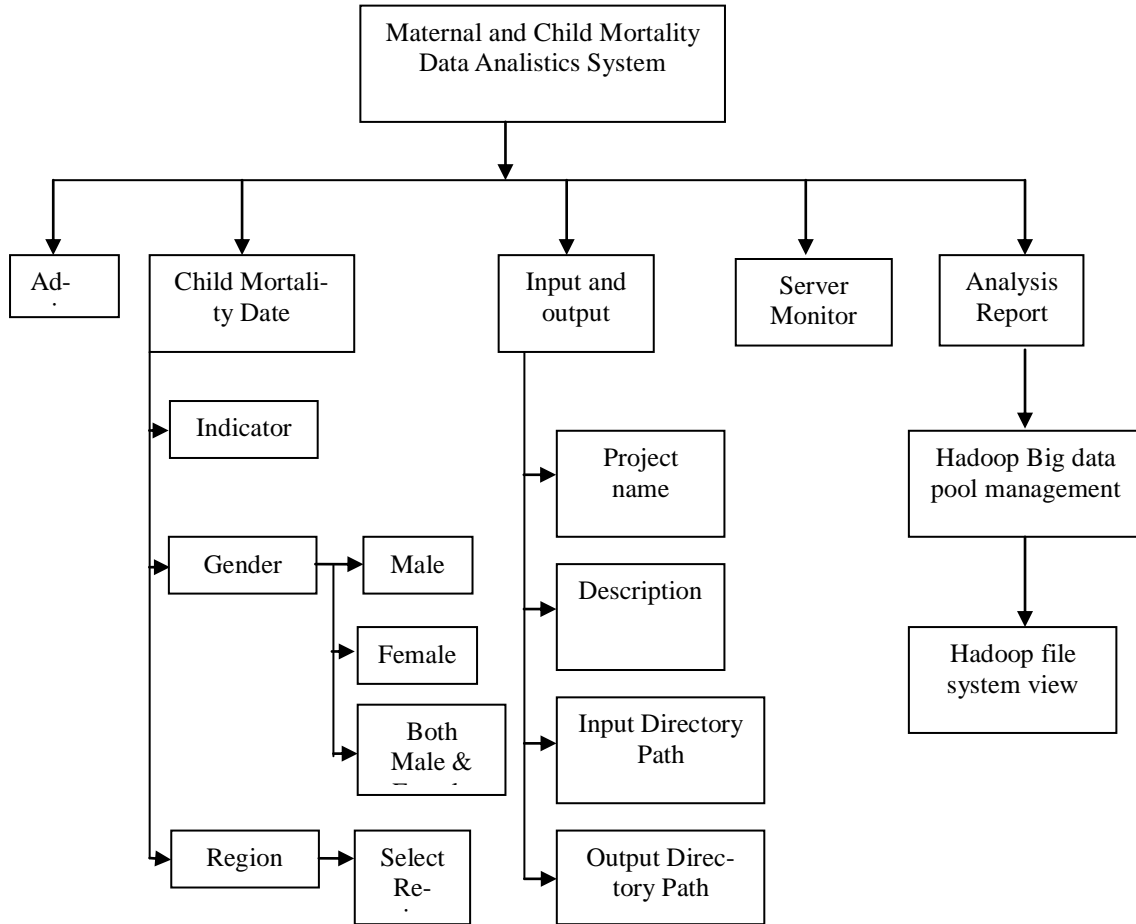 Maternal and Child Mortality
Data Analistics System
Ad-
Child Mortali-
ty Date
Input and
output
Server
Monitor
Analysis
Report
Indicator
Project
name
Hadoop Big data
pool management
Gender
Male
Description
Female
Hadoop file
system view
Both
Male &
Input Directory
Path
Region
Select
Re-
Output Direc-
tory Path